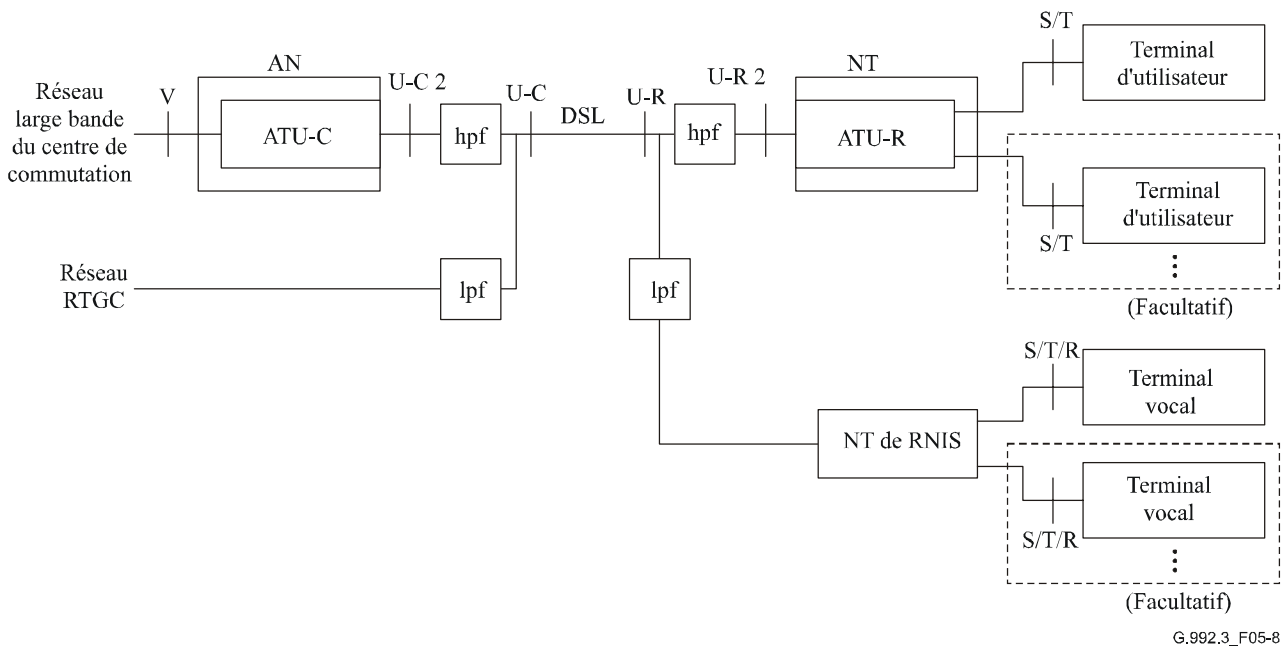 S/T
Terminal
d'utilisateur
AN
NT
Réseau
large bande
du centre de
commutation
V
ATU-C
U-C 2
hpf
U-C
DSL
U-R
hpf
U-R 2
ATU-R
Terminal
d'utilisateur
S/T
(Facultatif)
Réseau
RTGC
lpf
lpf
S/T/R
Terminal
vocal
NT de RNIS
Terminal
vocal
S/T/R
(Facultatif)
G.992.3_F05-8